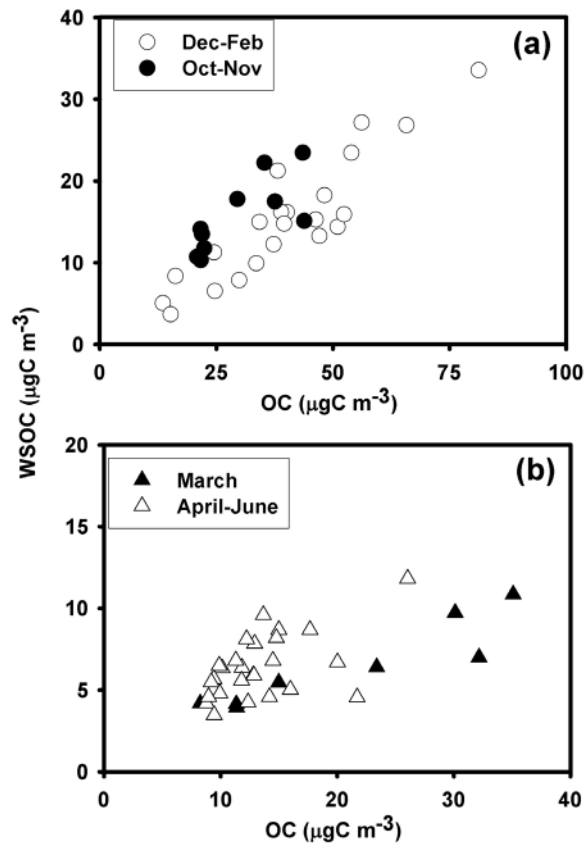 40
30
20
10
0
Dec-Feb
Oct-Nov
(a)
0 25 50 75 100
OC (µgC m⁻³)
WSOC (µgC m⁻³)
20
15
10
5
0
March
April-June
(b)
0 10 20 30 40
OC (µgC m⁻³)